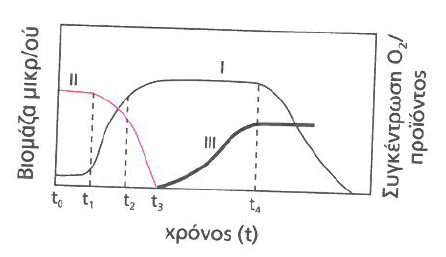 Βιομάζα μικρ/ού
II
I
III
t₀ t₁ t₂ t₃ t₄
χρόνος (t)
Συγκέντρωση O₂/
προϊόντος